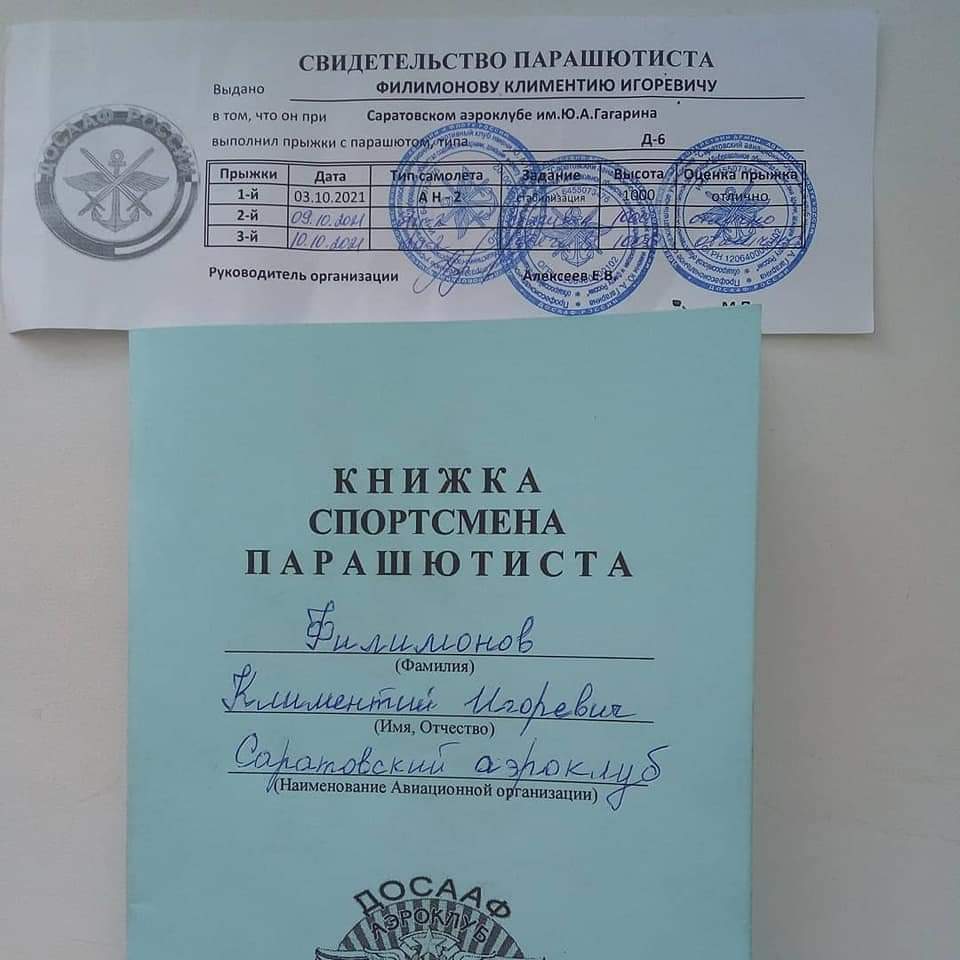 СВИДЕТЕЛЬСТВО ПАРАШЮТИСТА
Выдано ФИЛИМОНОВУ КЛИМЕНТИЮ ИГОРЕВИЧУ
в том, что он при Саратовском аэроклубе им.Ю.А.Гагарина
выполнил прыжки с парашютом, типа Д-6
ДОСААФ РОССИИ
Прыжки Дата Тип самолета Задание Высота Оценка прыжка
1-й 03.10.2021 А Н - 2 стабилизация 1000 отлично
2-й 09.10.2021 отлично
3-й 10.10.2021
Руководитель организации Алексеев Е.В.
М.П.
КНИЖКА
СПОРТСМЕНА
ПАРАШЮТИСТА
Филимонов
(Фамилия)
Климентий Игоревич
(Имя, Отчество)
Саратовский аэроклуб
(Наименование Авиационной организации)
ДОСААФ
АЭРОКЛУБ